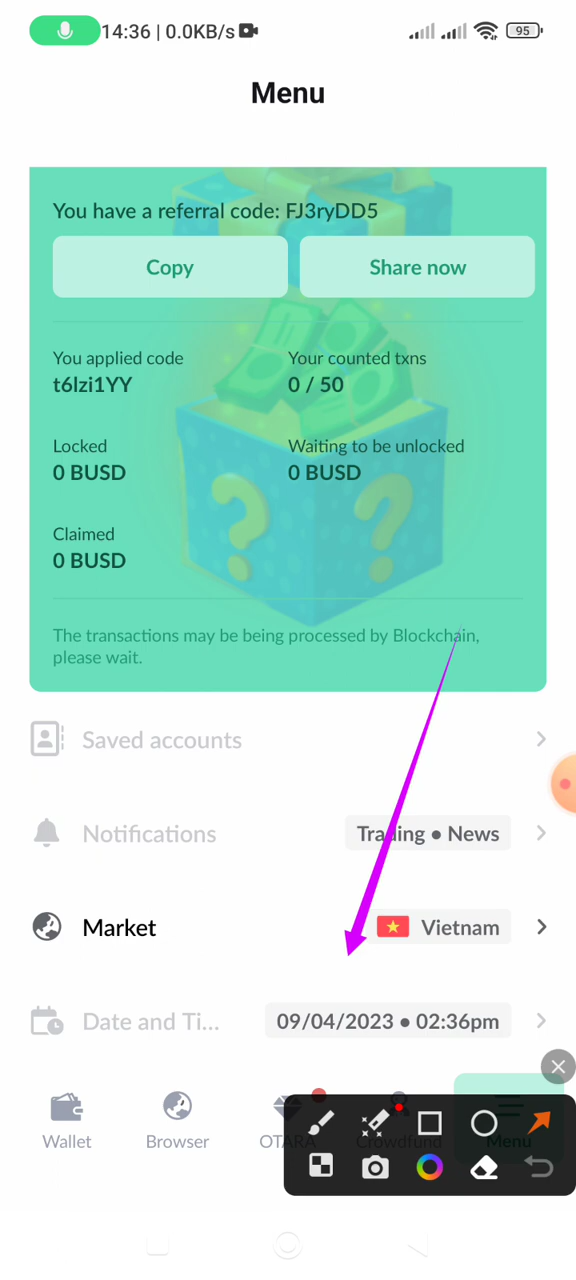 14:36 | 0.0KB/s
95
Menu
You have a referral code: FJ3ryDD5
Copy
Share now
You applied code
Your counted txns
t6lzi1YY
0 / 50
Locked
Waiting to be unlocked
0 BUSD
0 BUSD
Claimed
0 BUSD
The transactions may be being processed by Blockchain,
please wait.
Saved accounts
Notifications
Trading • News
Market
Vietnam
Date and Ti...
09/04/2023 • 02:36pm
Wallet
Browser
OTARA
Crowdfund
Menu